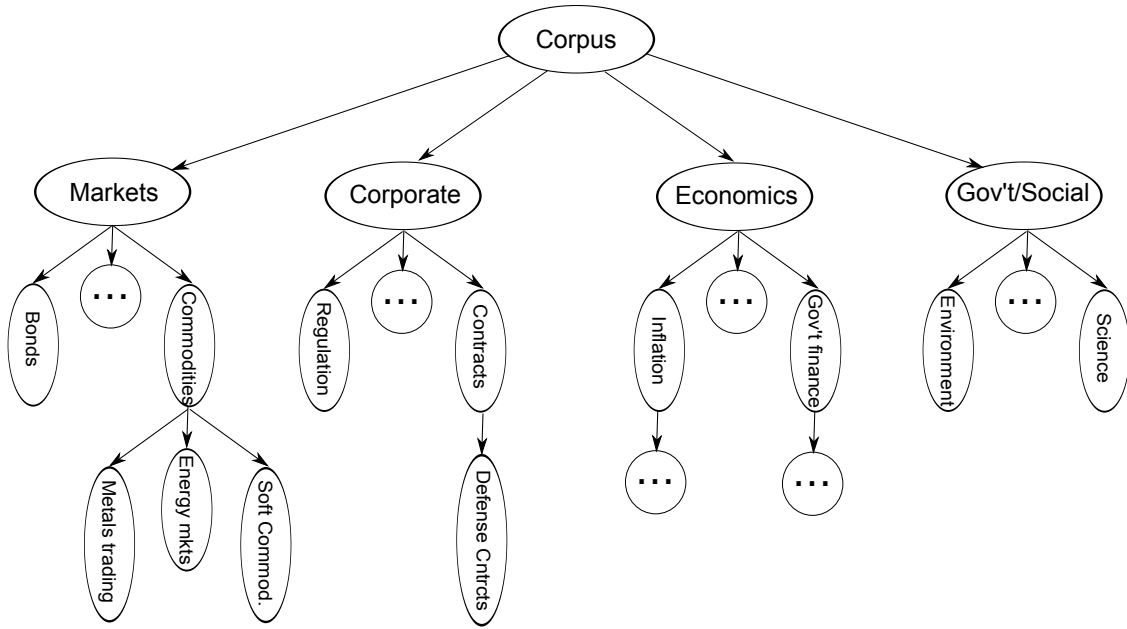 Corpus
Markets
Corporate
Economics
Gov't/Social
Bonds
...
Commodities
Regulation
...
Contracts
Inflation
...
Gov't finance
Environment
...
Science
Metals trading
Energy mkts
Soft Commod.
Defense Cntrcts
...
...